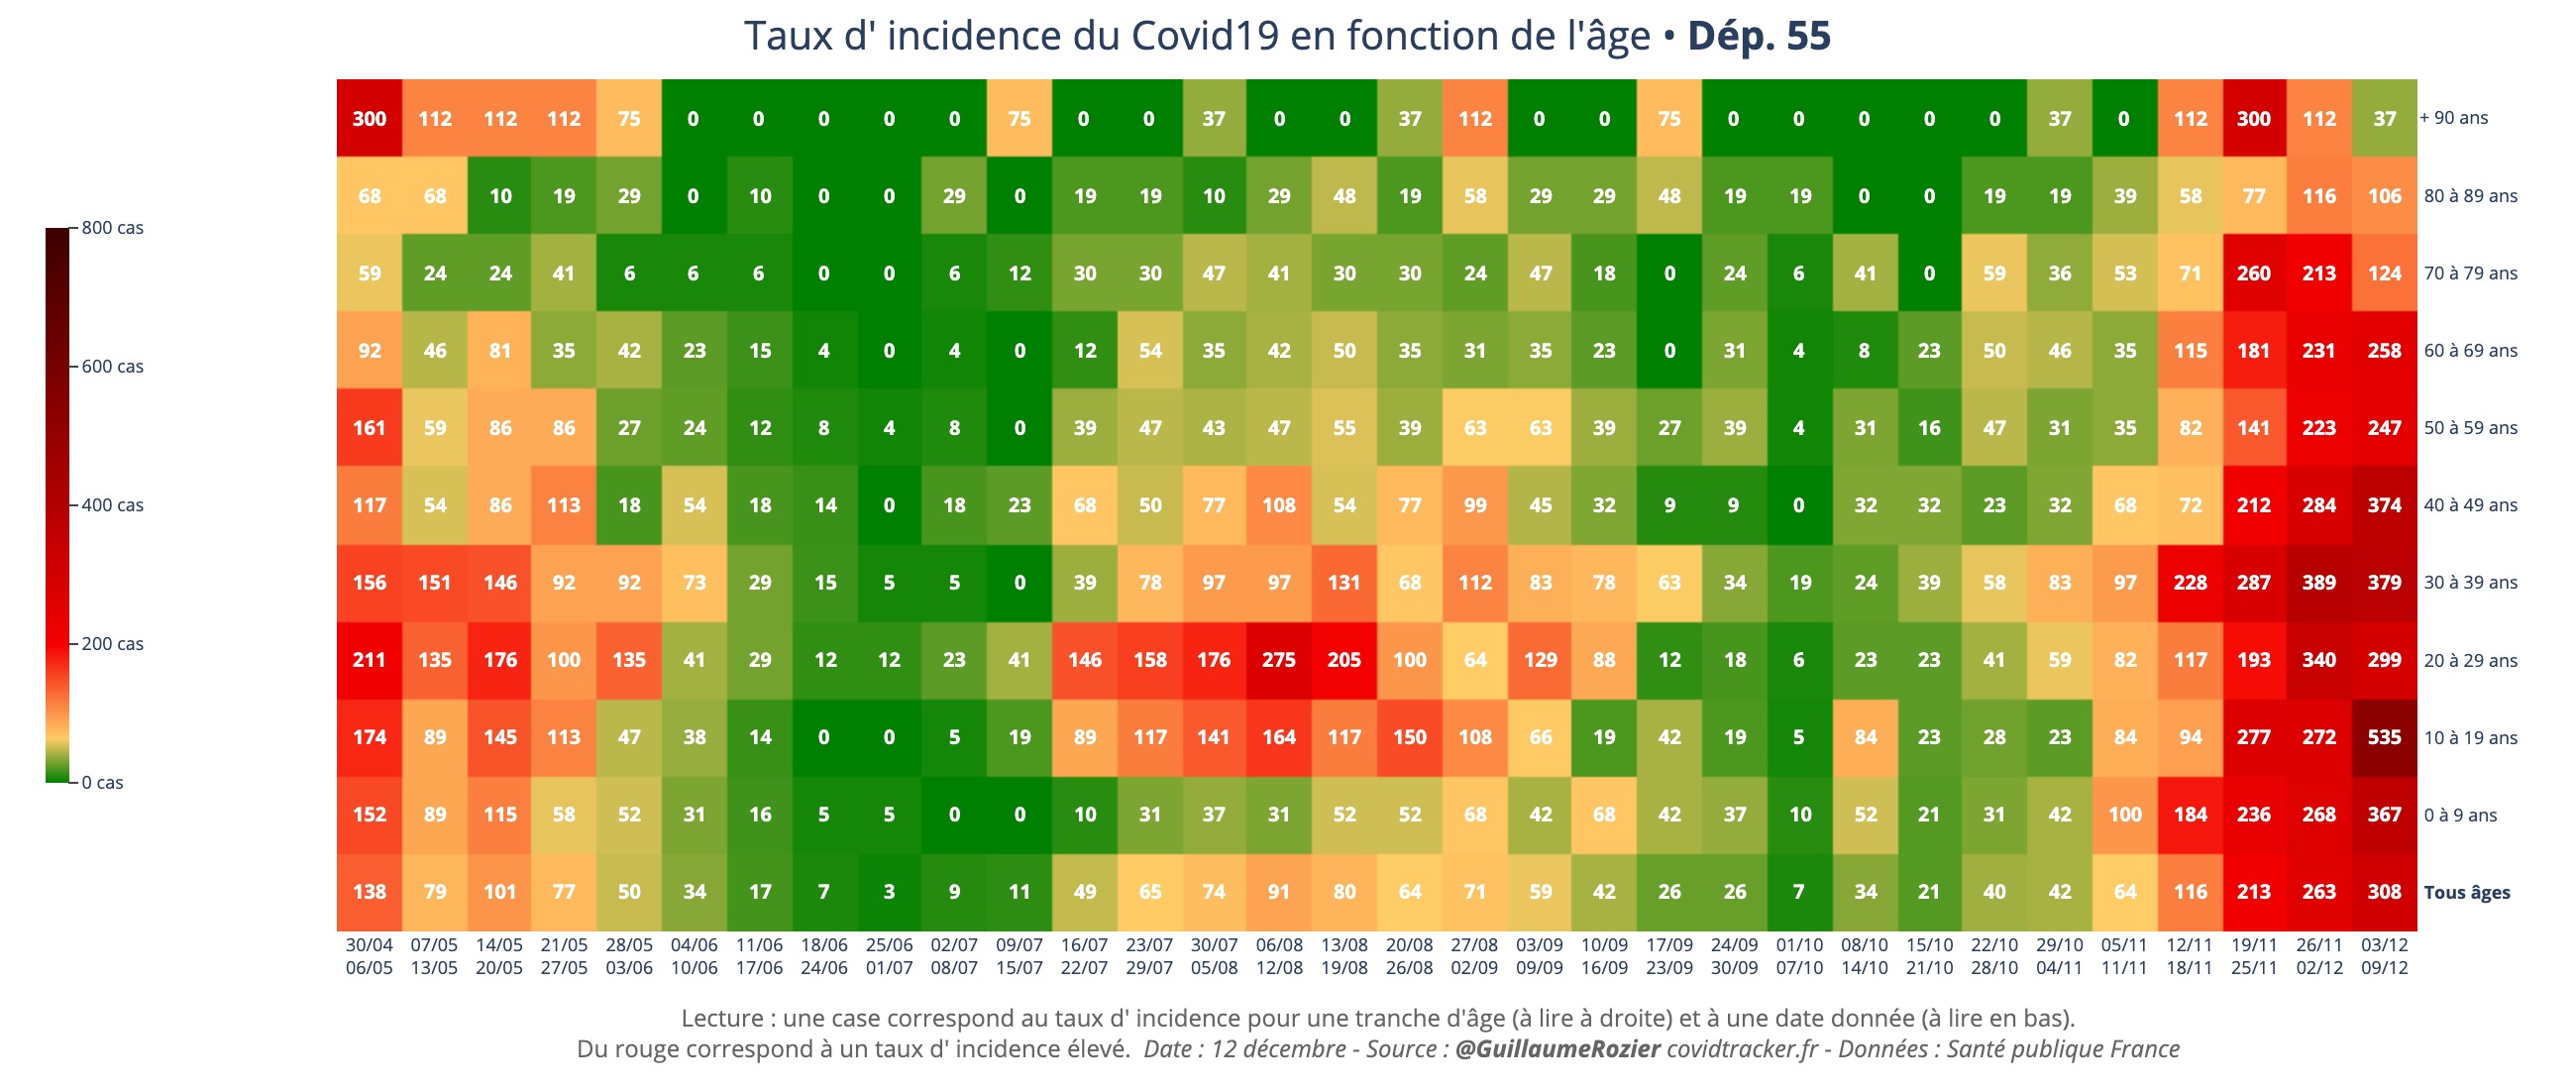 Taux d' incidence du Covid19 en fonction de l'âge • Dép. 55
800 cas
600 cas
400 cas
200 cas
0 cas
300 112 112 112 75 0 0 0 0 0 75 0 0 37 0 0 37 112 0 0 75 0 0 0 0 0 37 0 112 300 112 37 + 90 ans
68 68 10 19 29 0 10 0 0 29 0 19 19 10 29 48 19 58 29 29 48 19 19 0 0 19 19 39 58 77 116 106 80 à 89 ans
59 24 24 41 6 6 6 0 0 6 12 30 30 47 41 30 30 24 47 18 0 24 6 41 0 59 36 53 71 260 213 124 70 à 79 ans
92 46 81 35 42 23 15 4 0 4 0 12 54 35 42 50 35 31 35 23 0 31 4 8 23 50 46 35 115 181 231 258 60 à 69 ans
161 59 86 86 27 24 12 8 4 8 0 39 47 43 47 55 39 63 63 39 27 39 4 31 16 47 31 35 82 141 223 247 50 à 59 ans
117 54 86 113 18 54 18 14 0 18 23 68 50 77 108 54 77 99 45 32 9 9 0 32 32 23 32 68 72 212 284 374 40 à 49 ans
156 151 146 92 92 73 29 15 5 5 0 39 78 97 97 131 68 112 83 78 63 34 19 24 39 58 83 97 228 287 389 379 30 à 39 ans
211 135 176 100 135 41 29 12 12 23 41 146 158 176 275 205 100 64 129 88 12 18 6 23 23 41 59 82 117 193 340 299 20 à 29 ans
174 89 145 113 47 38 14 0 0 5 19 89 117 141 164 117 150 108 66 19 42 19 5 84 23 28 23 84 94 277 272 535 10 à 19 ans
152 89 115 58 52 31 16 5 5 0 0 10 31 37 31 52 52 68 42 68 42 37 10 52 21 31 42 100 184 236 268 367 0 à 9 ans
138 79 101 77 50 34 17 7 3 9 11 49 65 74 91 80 64 71 59 42 26 26 7 34 21 40 42 64 116 213 263 308 Tous âges
30/04 07/05 14/05 21/05 28/05 04/06 11/06 18/06 25/06 02/07 09/07 16/07 23/07 30/07 06/08 13/08 20/08 27/08 03/09 10/09 17/09 24/09 01/10 08/10 15/10 22/10 29/10 05/11 12/11 19/11 26/11 03/12
06/05 13/05 20/05 27/05 03/06 10/06 17/06 24/06 01/07 08/07 15/07 22/07 29/07 05/08 12/08 19/08 26/08 02/09 09/09 16/09 23/09 30/09 07/10 14/10 21/10 28/10 04/11 11/11 18/11 25/11 02/12 09/12
Lecture : une case correspond au taux d' incidence pour une tranche d'âge (à lire à droite) et à une date donnée (à lire en bas).
Du rouge correspond à un taux d' incidence élevé. Date : 12 décembre - Source : @GuillaumeRozier covidtracker.fr - Données : Santé publique France